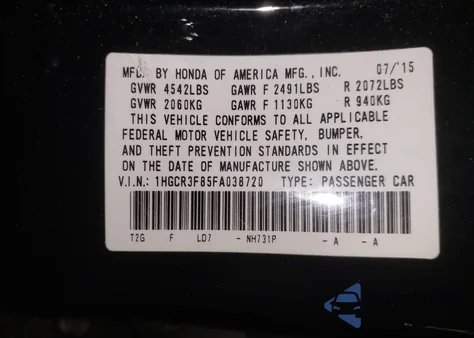 MFD. BY HONDA OF AMERICA MFG., INC. 07/'15
GVWR 4542LBS GAWR F 2491LBS R 2072LBS
GVWR 2060KG GAWR F 1130KG R 940KG
THIS VEHICLE CONFORMS TO ALL APPLICABLE
FEDERAL MOTOR VEHICLE SAFETY, BUMPER,
AND THEFT PREVENTION STANDARDS IN EFFECT
ON THE DATE OF MANUFACTURE SHOWN ABOVE.
V.I.N.: 1HGCR3F85FA038720 TYPE: PASSENGER CAR
T2G F LD7 - NH731P - A - A